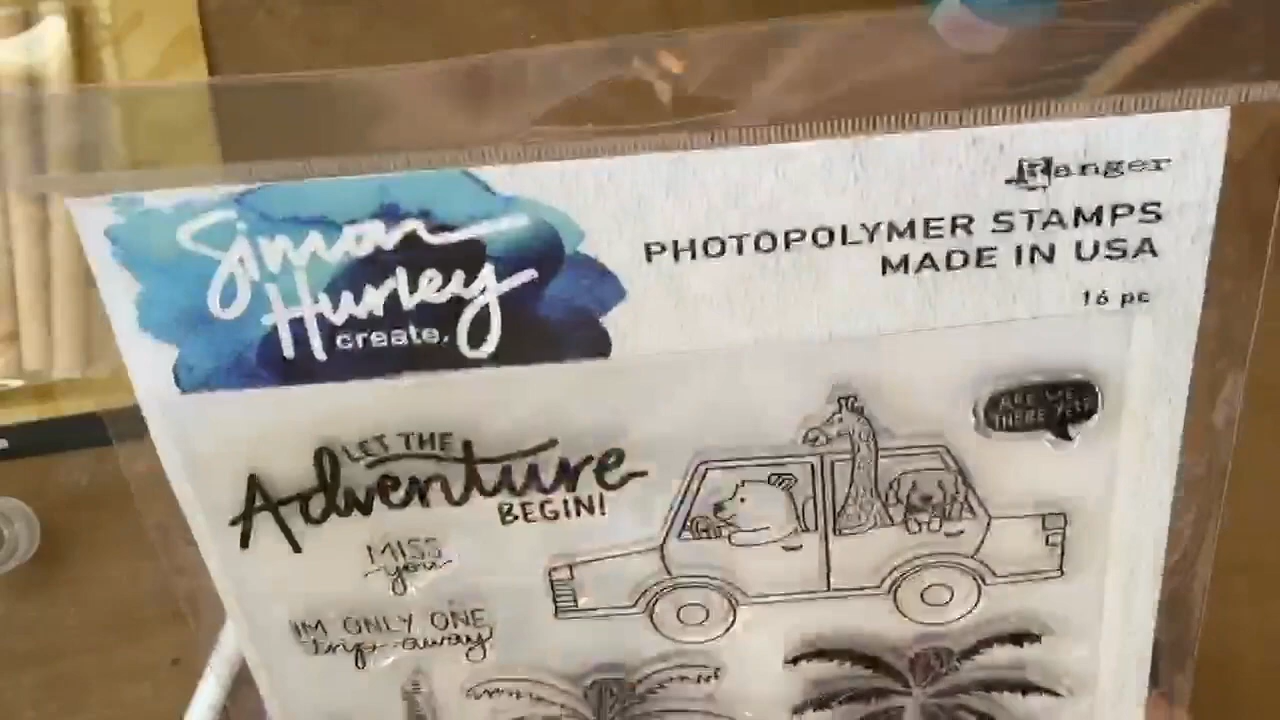 Simon
Hurley
create.
Ranger
PHOTOPOLYMER STAMPS
MADE IN USA
16 pc
LET THE
Adventure
BEGIN!
ARE WE
THERE YET?
MISS
you
IM ONLY ONE
trip away